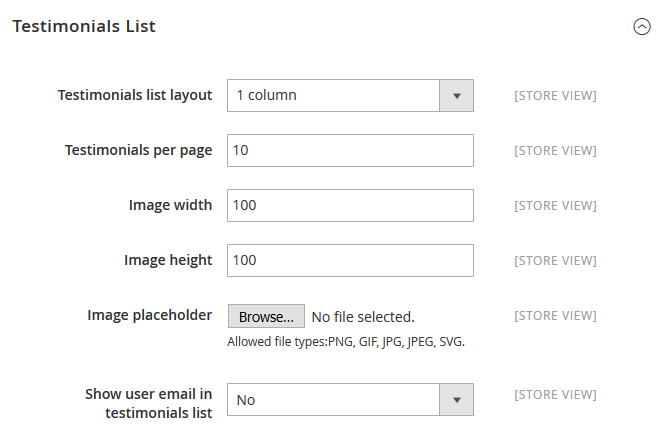 Testimonials List
Testimonials list layout 1 column [STORE VIEW]
Testimonials per page 10 [STORE VIEW]
Image width 100 [STORE VIEW]
Image height 100 [STORE VIEW]
Image placeholder Browse... No file selected. [STORE VIEW]
Allowed file types:PNG, GIF, JPG, JPEG, SVG.
Show user email in
testimonials list No [STORE VIEW]